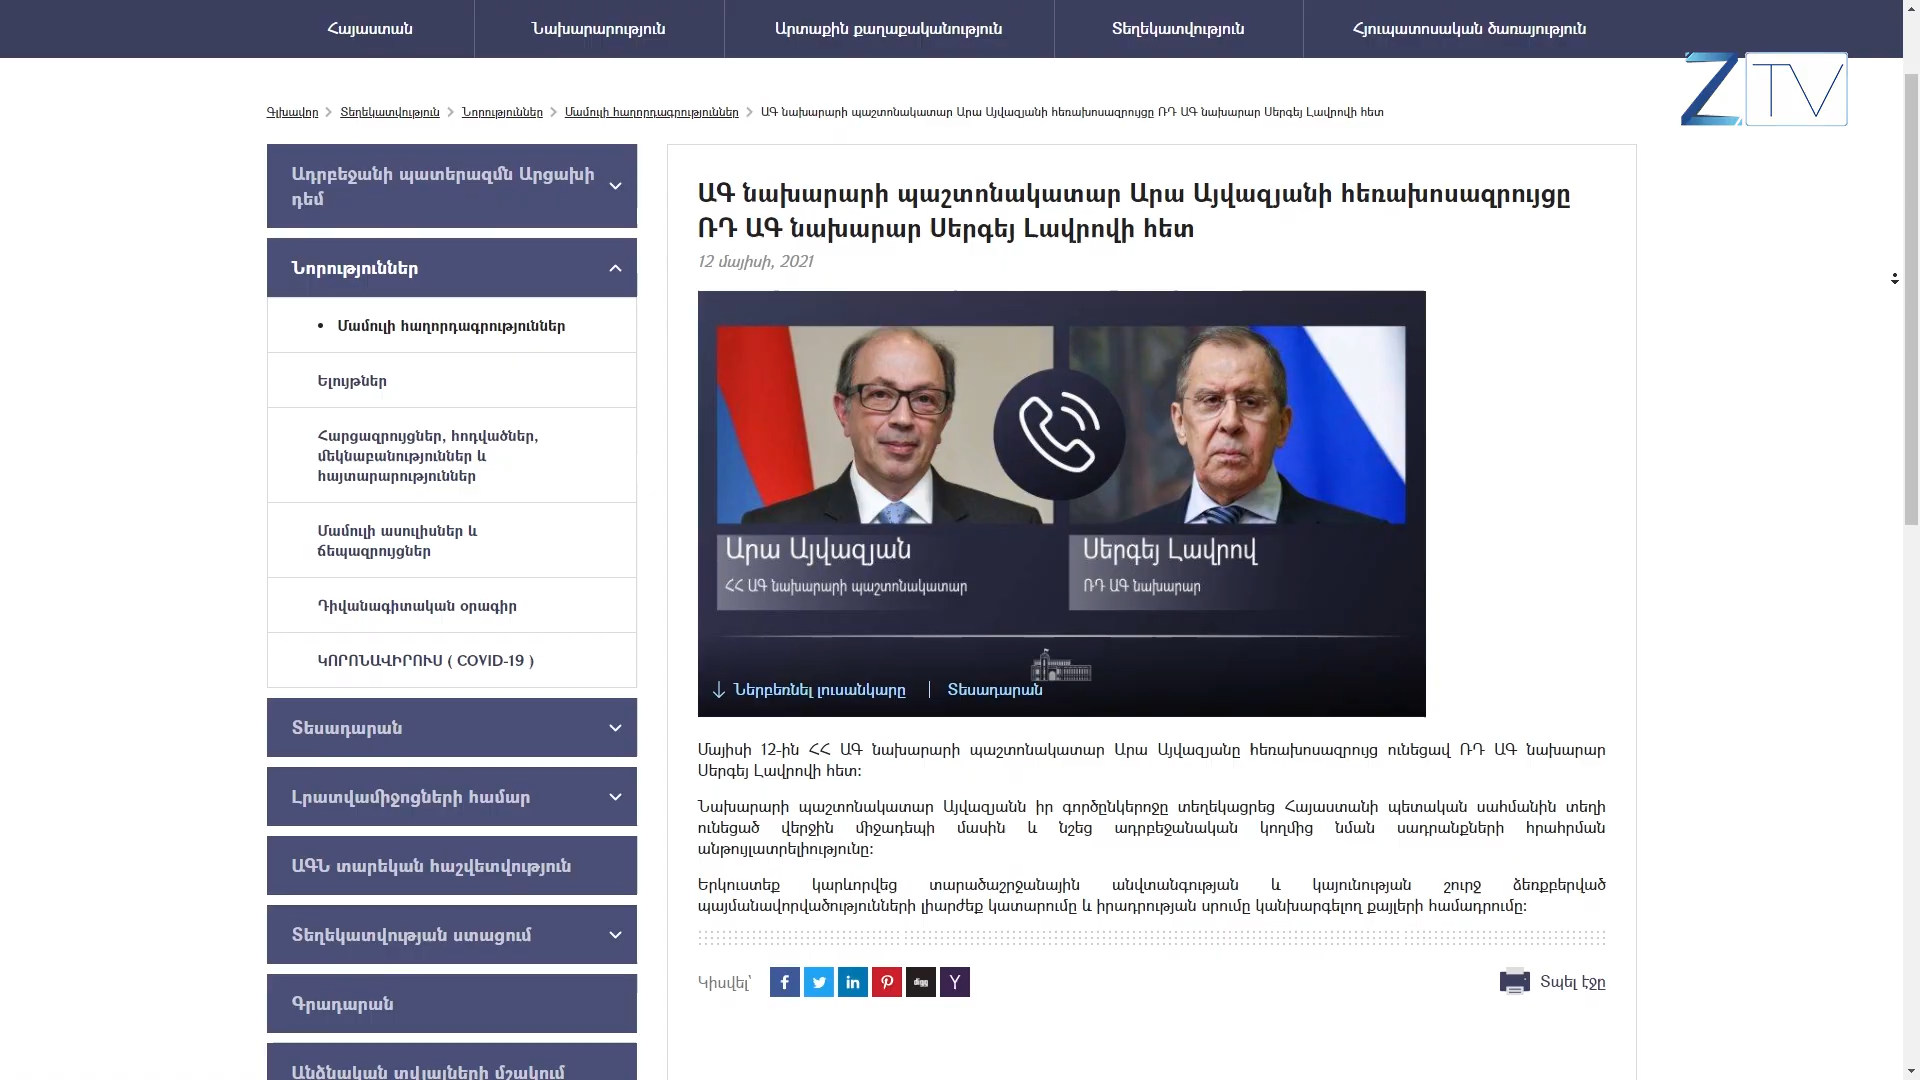 Հայաստան
Նախարարություն
Արտաքին քաղաքականություն
Տեղեկատվություն
Հյուպատոսական ծառայություն
ZTV
Գլխավոր
Տեղեկատվություն
Նորություններ
Մամուլի հաղորդագրություններ
ԱԳ նախարարի պաշտոնակատար Արա Այվազյանի հեռախոսազրույցը ՌԴ ԱԳ նախարար Սերգեյ Լավրովի հետ
Ադրբեջանի պատերազմն Արցախի
դեմ
Նորություններ
Մամուլի հաղորդագրություններ
Ելույթներ
Հարցազրույցներ, հոդվածներ,
մեկնաբանություններ և
հայտարարություններ
Մամուլի ասուլիսներ և
ճեպազրույցներ
Դիվանագիտական օրագիր
ԿՈՐՈՆԱՎԻՐՈՒՍ ( COVID-19 )
Տեսադարան
Լրատվամիջոցների համար
ԱԳՆ տարեկան հաշվետվություն
Տեղեկատվության ստացում
Գրադարան
Անձնական տվյալների մշակում
ԱԳ նախարարի պաշտոնակատար Արա Այվազյանի հեռախոսազրույցը
ՌԴ ԱԳ նախարար Սերգեյ Լավրովի հետ
12 մայիսի, 2021
Արա Այվազյան
ՀՀ ԱԳ նախարարի պաշտոնակատար
Սերգեյ Լավրով
ՌԴ ԱԳ նախարար
Ներբեռնել լուսանկարը
Տեսադարան
Մայիսի 12-ին ՀՀ ԱԳ նախարարի պաշտոնակատար Արա Այվազյանը հեռախոսազրույց ունեցավ ՌԴ ԱԳ նախարար
Սերգեյ Լավրովի հետ:
Նախարարի պաշտոնակատար Այվազյանն իր գործընկերոջը տեղեկացրեց Հայաստանի պետական սահմանին տեղի
ունեցած վերջին միջադեպի մասին և նշեց ադրբեջանական կողմից նման սադրանքների հրահրման
անթույլատրելիությունը:
Երկուստեք կարևորվեց տարածաշրջանային անվտանգության և կայունության շուրջ ձեռքբերված
պայմանավորվածությունների լիարժեք կատարումը և իրադրության սրումը կանխարգելող քայլերի համադրումը:
Կիսվել՝
digg
Տպել էջը